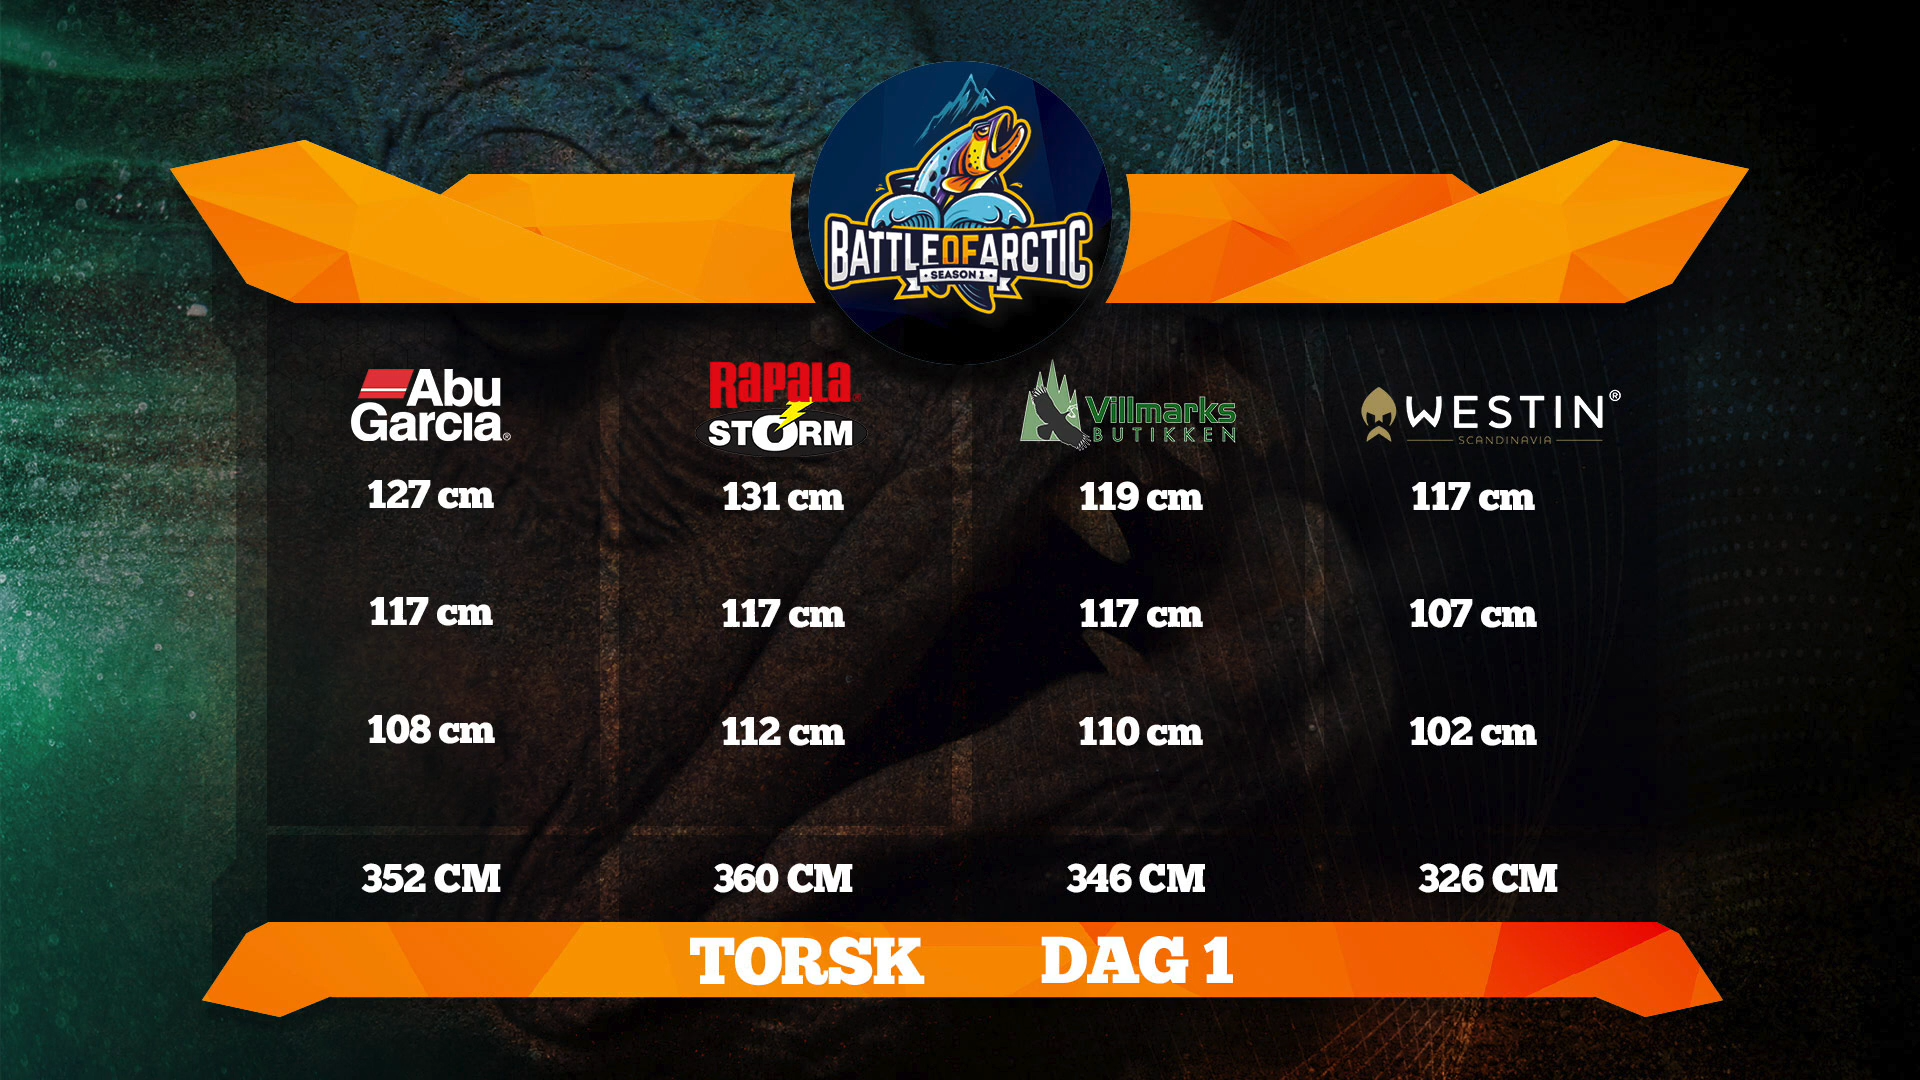 BATTLE OF ARCTIC
• SEASON 1 •
Abu
Garcia®
RAPALA®
STORM
Villmarks
BUTIKKEN
WESTIN®
SCANDINAVIA
127 cm 131 cm 119 cm 117 cm
117 cm 117 cm 117 cm 107 cm
108 cm 112 cm 110 cm 102 cm
352 CM 360 CM 346 CM 326 CM
TORSK DAG 1